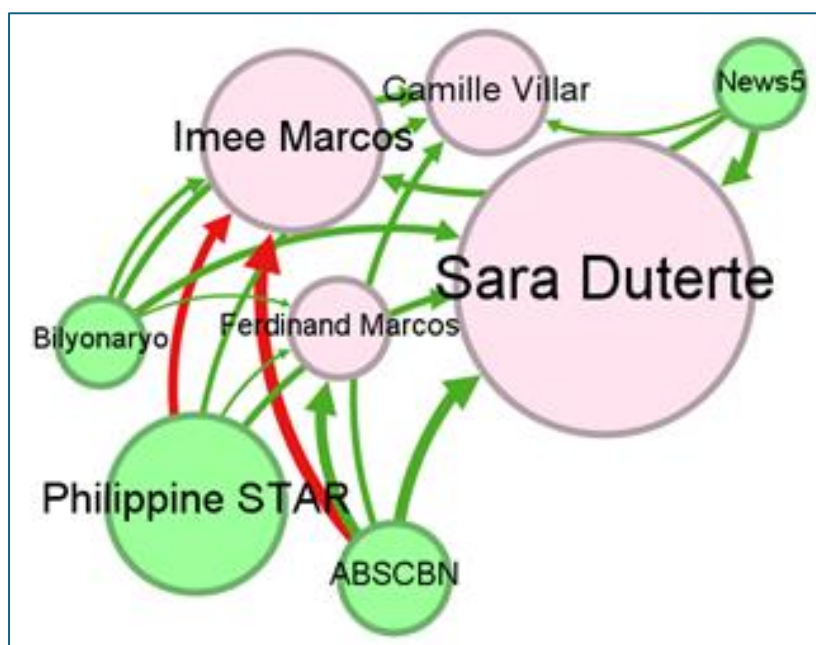 Camille Villar
News5
Imee Marcos
Sara Duterte
Ferdinand Marcos
Bilyonaryo
Philippine STAR
ABSCBN